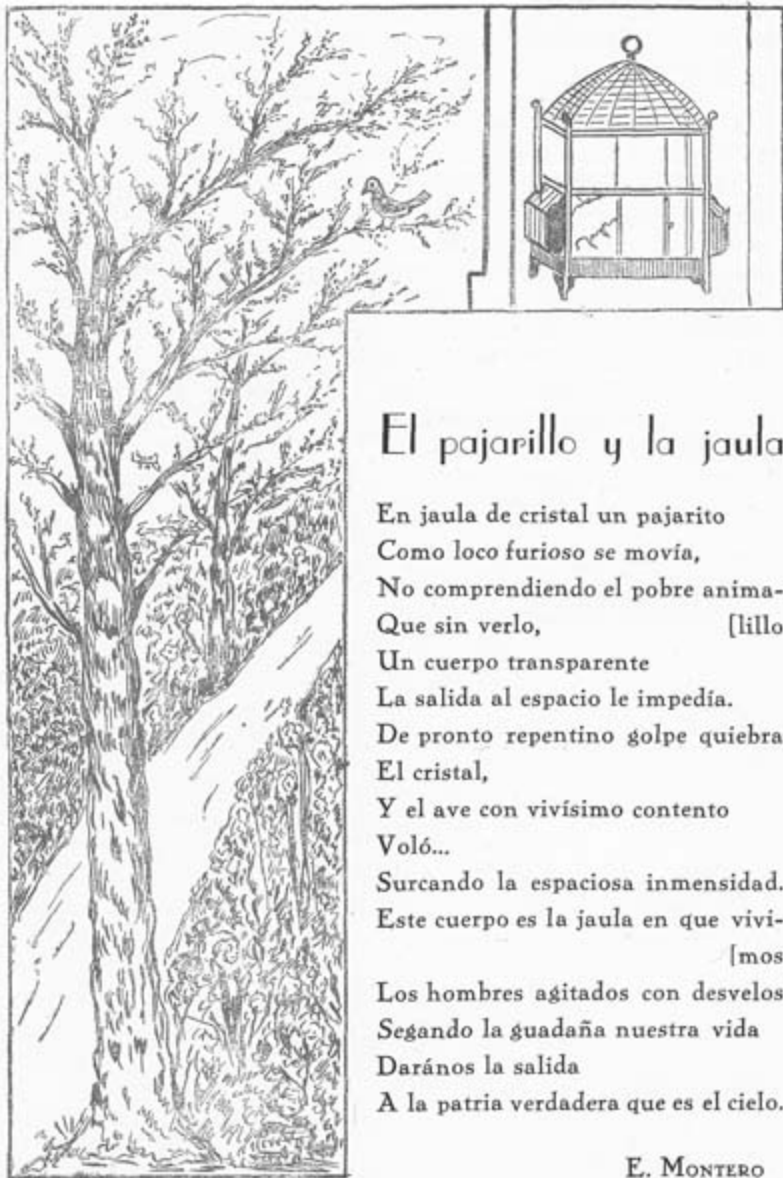 El pajarillo y la jaula
En jaula de cristal un pajarito
Como loco furioso se movía,
No comprendiendo el pobre anima-
Que sin verlo, [lillo
Un cuerpo transparente
La salida al espacio le impedía.
De pronto repentino golpe quiebra
El cristal,
Y el ave con vivísimo contento
Voló...
Surcando la espaciosa inmensidad.
Este cuerpo es la jaula en que vivi-
[mos
Los hombres agitados con desvelos
Segando la guadaña nuestra vida
Darános la salida
A la patria verdadera que es el cielo.
E. MONTERO